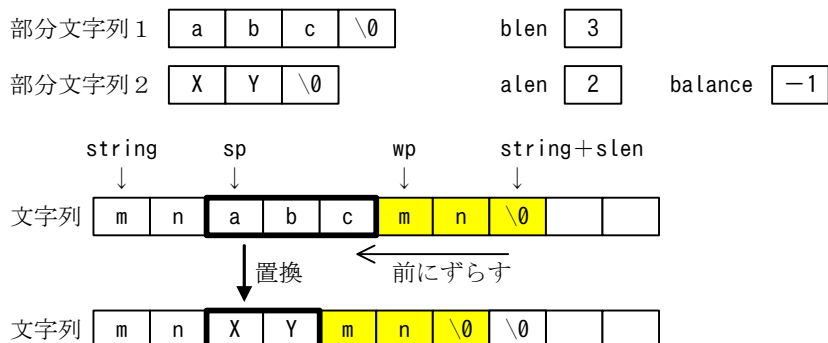 部分文字列1 a b c \0 blen 3
部分文字列2 X Y \0 alen 2 balance −1
string sp wp string＋slen
↓ ↓ ↓ ↓
文字列 m n a b c m n \0
置換 前にずらす
文字列 m n X Y m n \0 \0